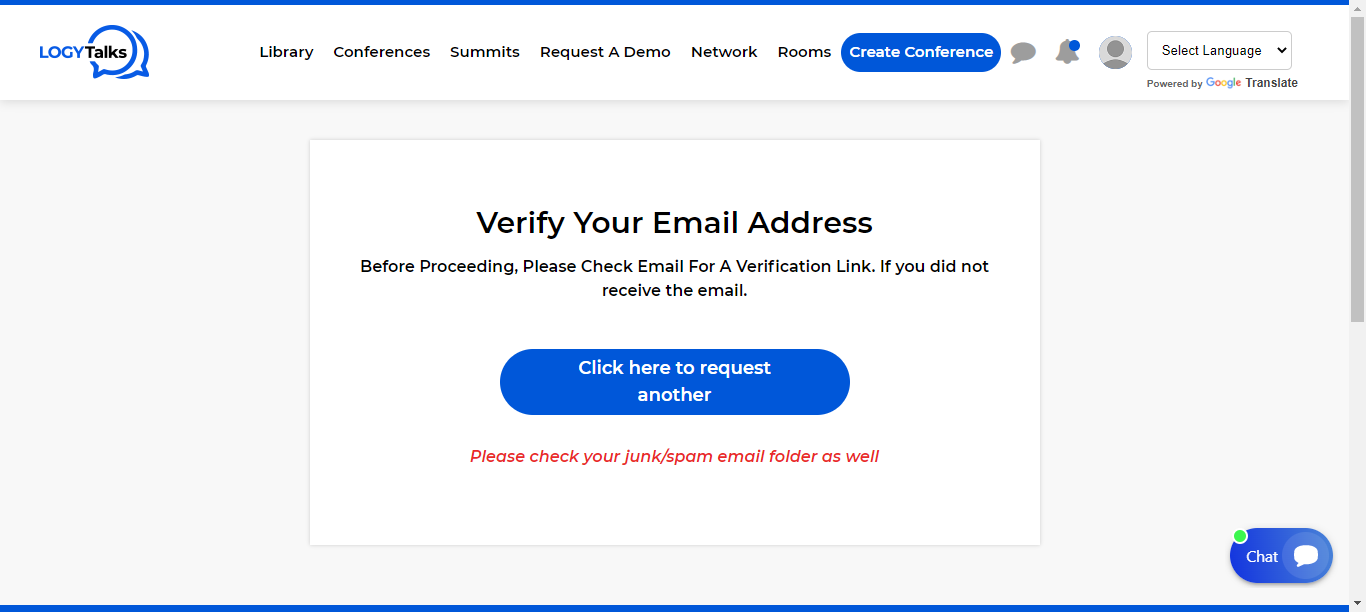 LOGYTalks
Library Conferences Summits Request A Demo Network Rooms Create Conference Select Language
Powered by Google Translate
Verify Your Email Address
Before Proceeding, Please Check Email For A Verification Link. If you did not
receive the email.
Click here to request
another
Please check your junk/spam email folder as well
Chat